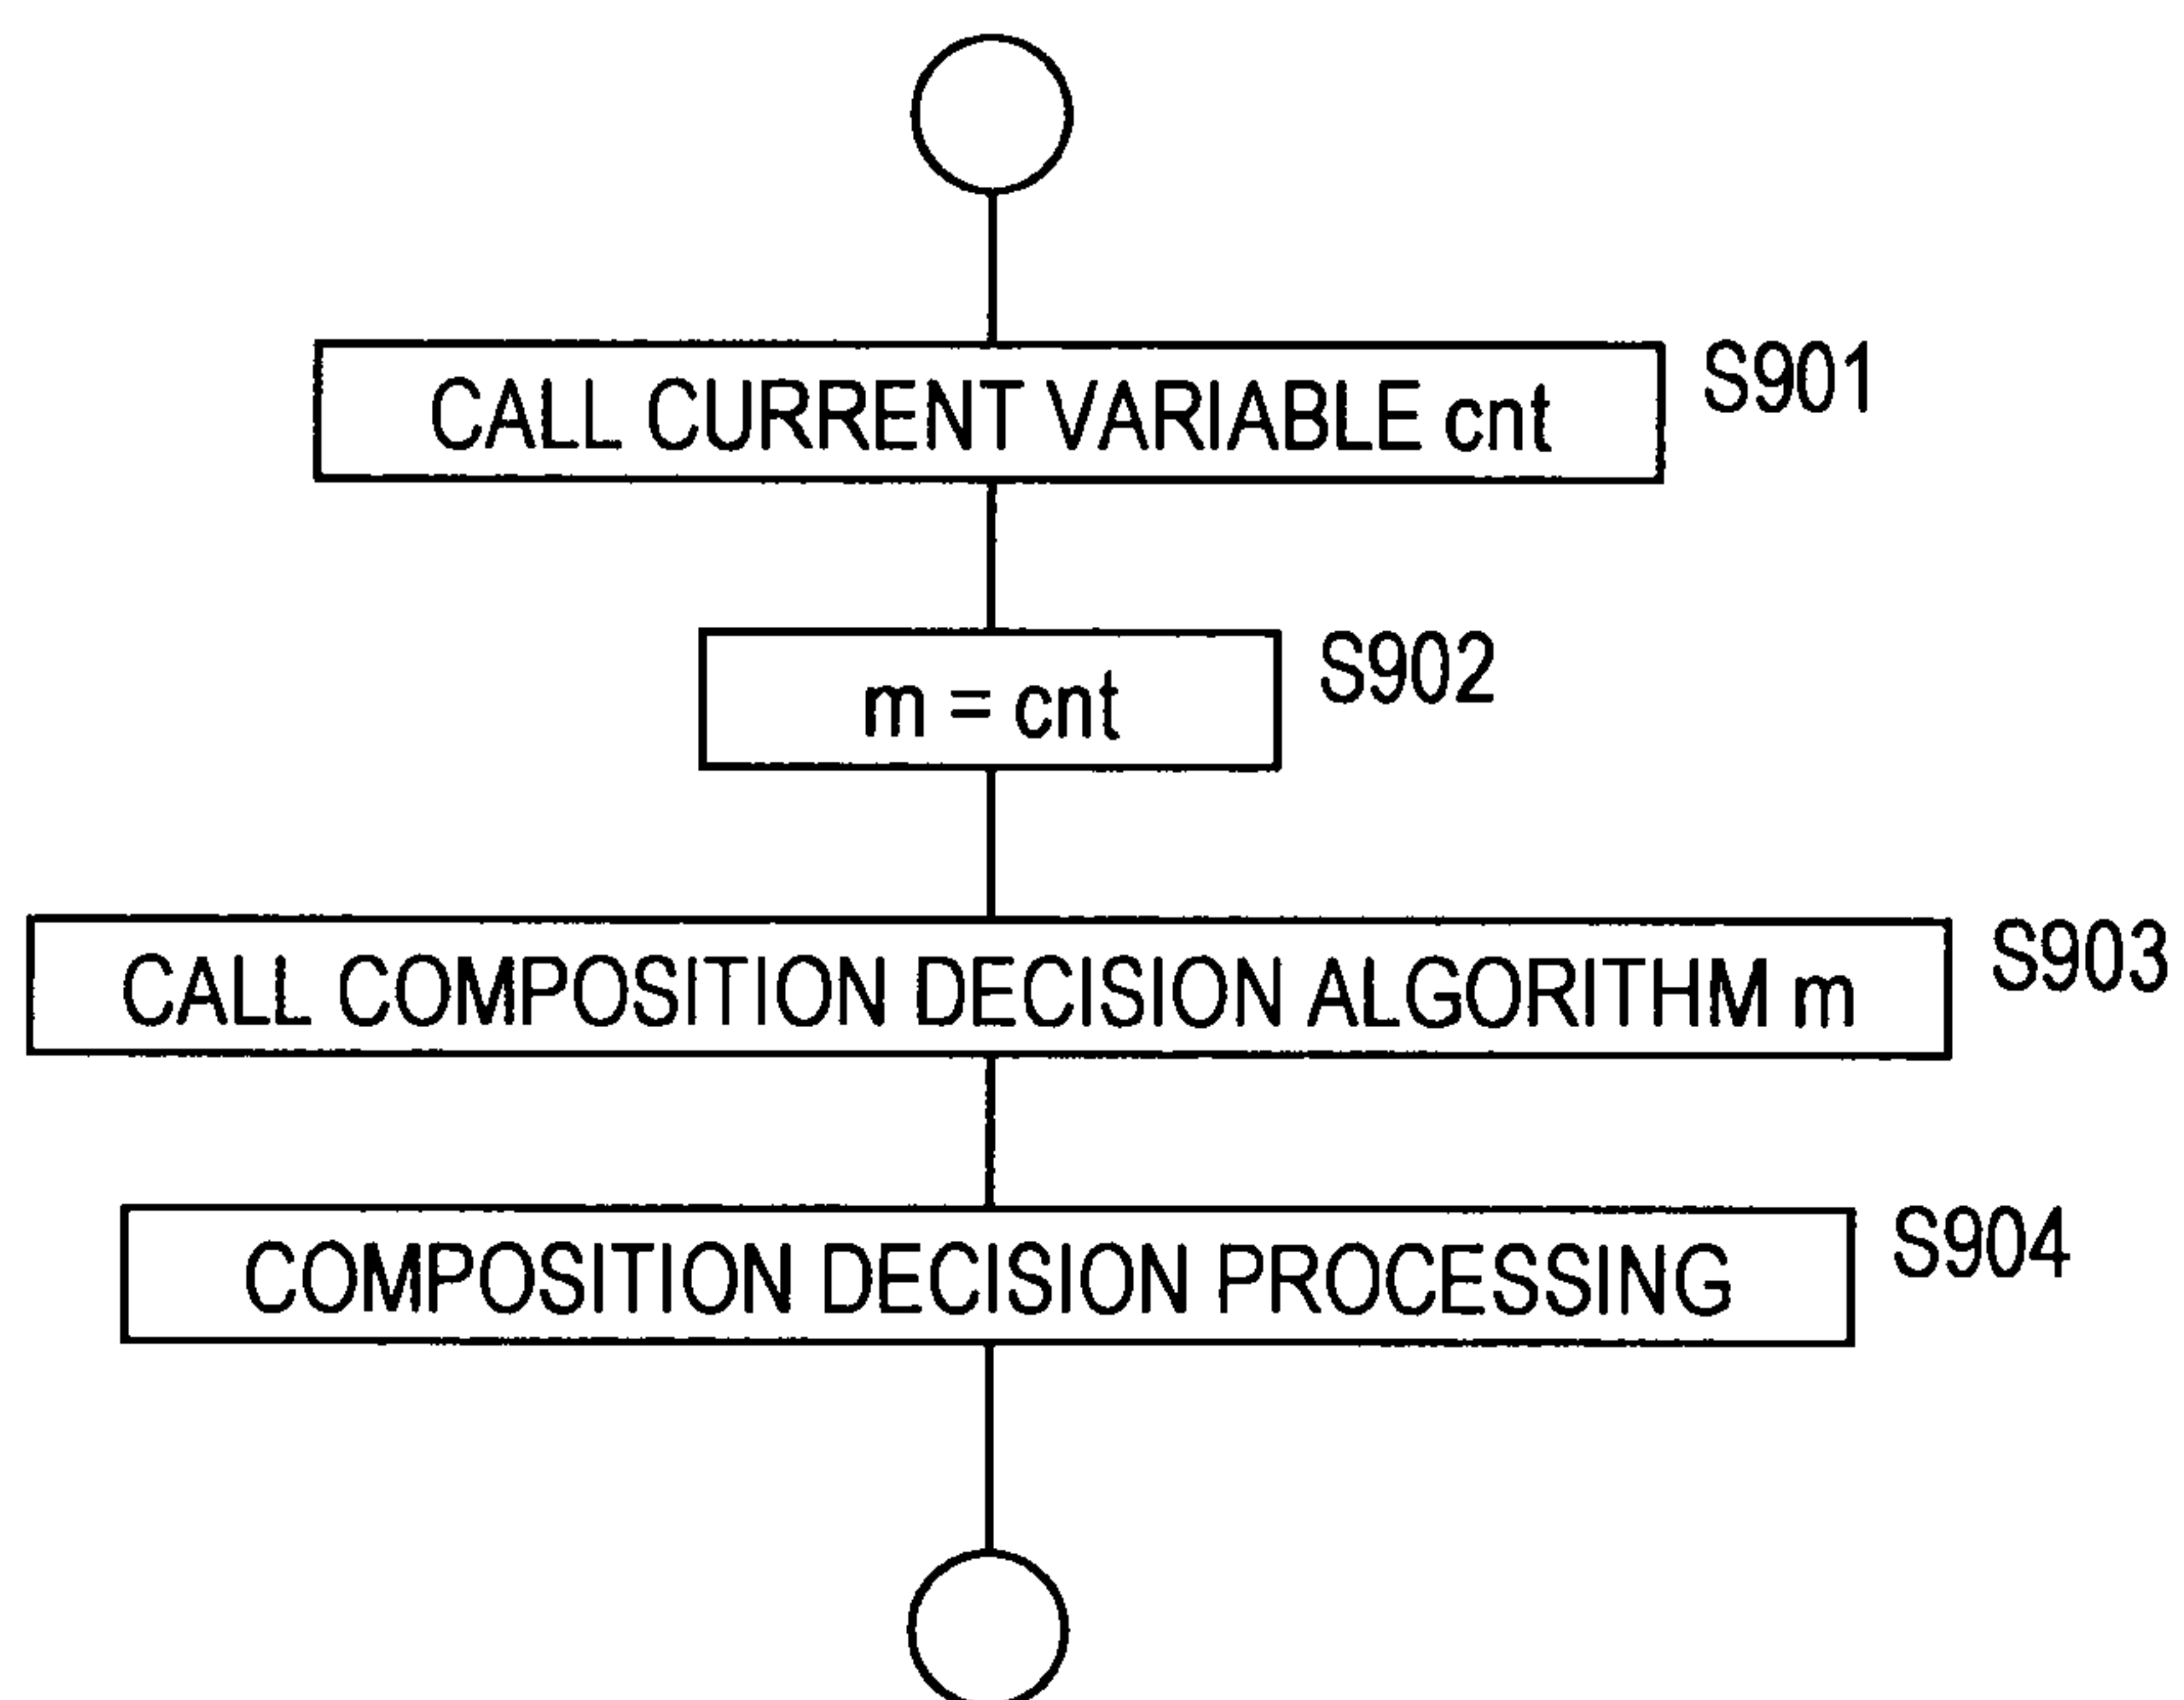 CALL CURRENT VARIABLE cnt
S901
m = cnt
S902
CALL COMPOSITION DECISION ALGORITHM m
S903
COMPOSITION DECISION PROCESSING
S904